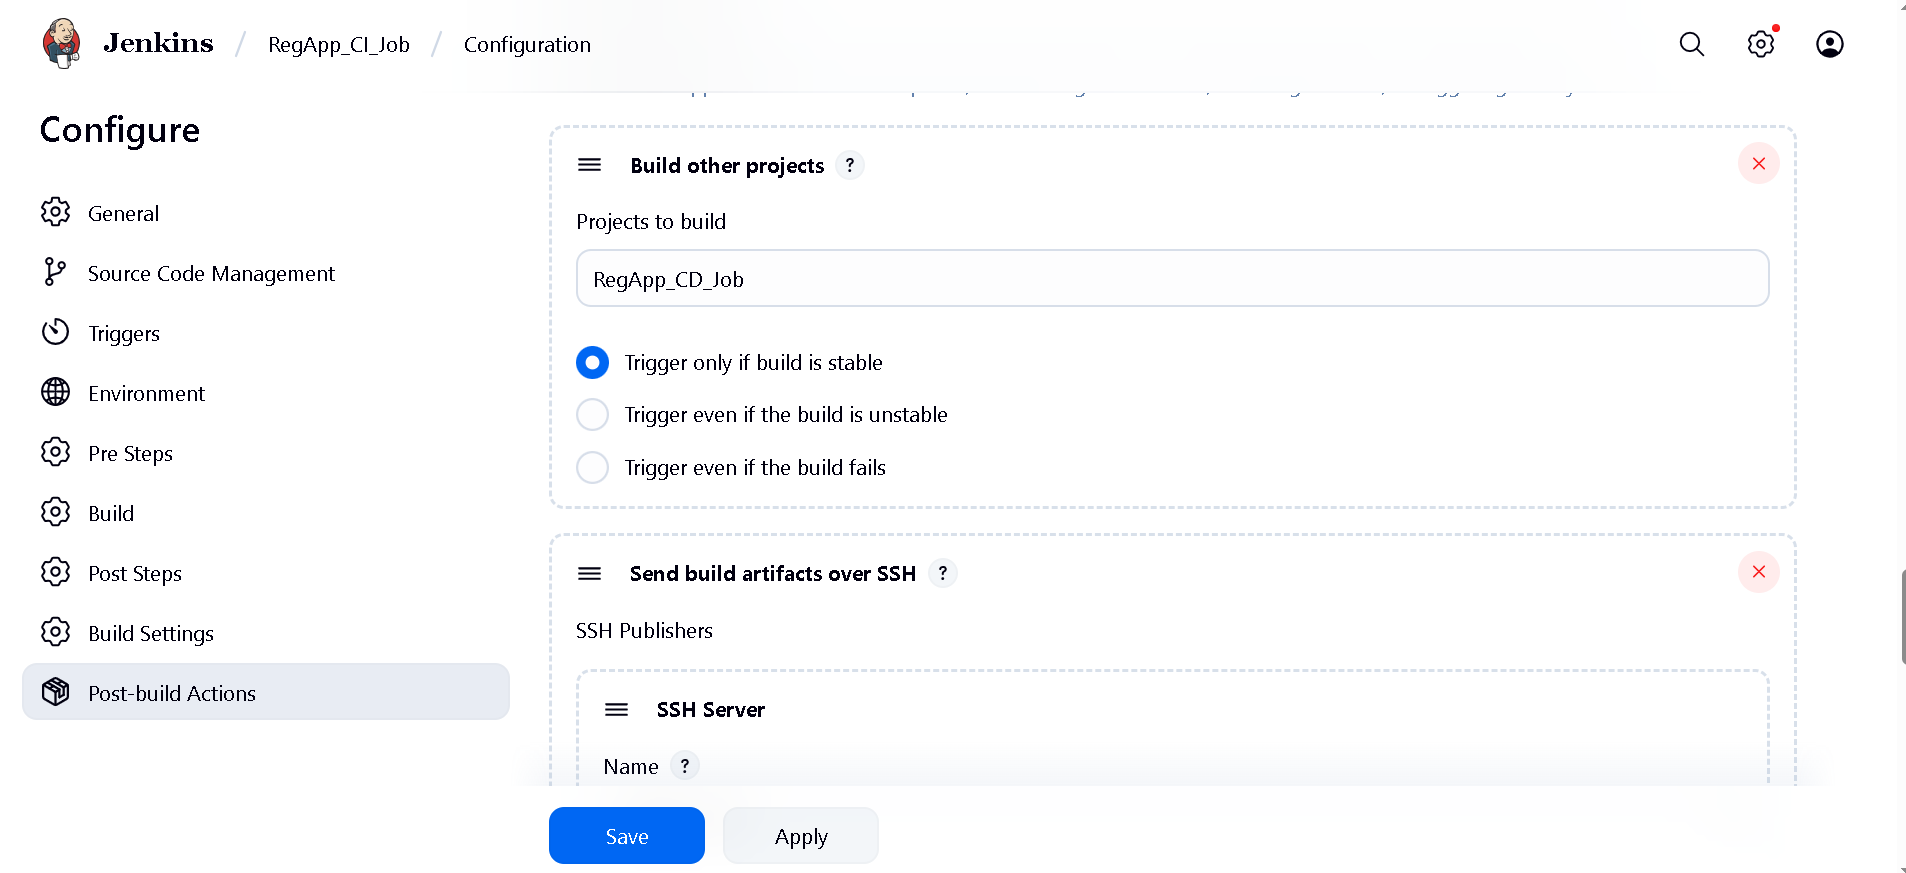 Jenkins / RegApp_CI_Job / Configuration
Configure
General
Source Code Management
Triggers
Environment
Pre Steps
Build
Post Steps
Build Settings
Post-build Actions
Build other projects ?
Projects to build
RegApp_CD_Job
Trigger only if build is stable
Trigger even if the build is unstable
Trigger even if the build fails
Send build artifacts over SSH ?
SSH Publishers
SSH Server
Name ?
Save Apply